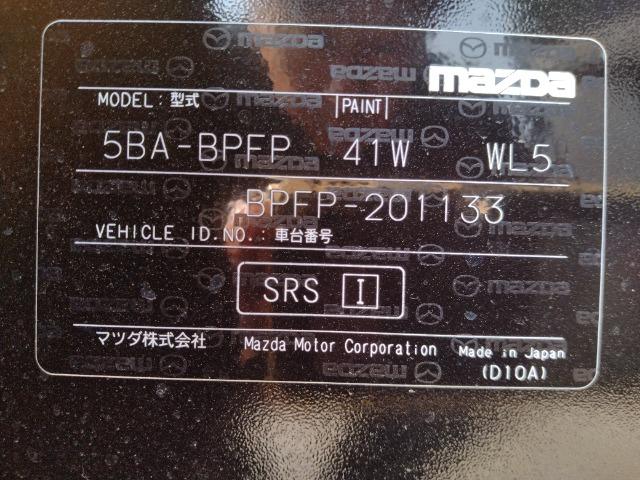 mazda
MODEL : 型式 PAINT
5BA-BPFP 41W WL5
BPFP-201133
VEHICLE ID.NO. : 車台番号
SRS I
マツダ株式会社 Mazda Motor Corporation Made in Japan
(D10A)